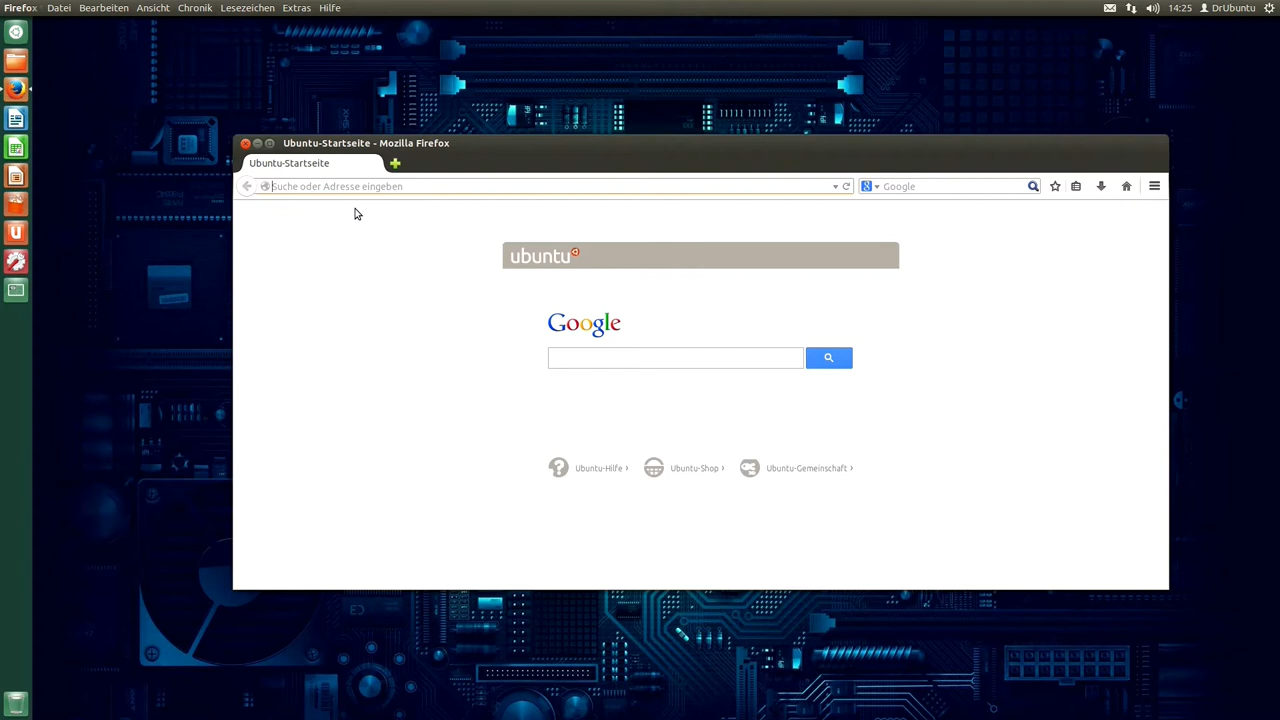 Firefox Datei Bearbeiten Ansicht Chronik Lesezeichen Extras Hilfe 14:25 DrUbuntu
Ubuntu-Startseite - Mozilla Firefox
Ubuntu-Startseite
Suche oder Adresse eingeben Google
ubuntu
Google
Ubuntu-Hilfe › Ubuntu-Shop › Ubuntu-Gemeinschaft ›